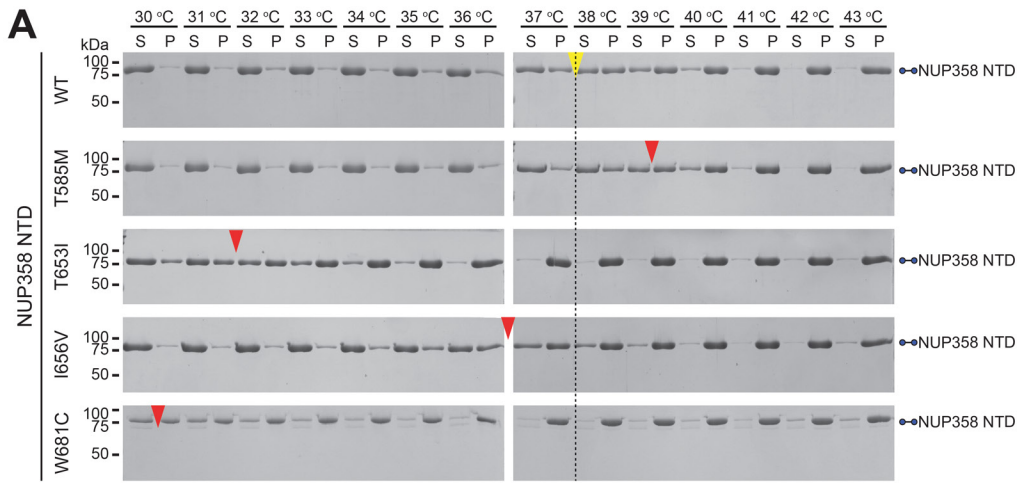 A
30 °C 31 °C 32 °C 33 °C 34 °C 35 °C 36 °C 37 °C 38 °C 39 °C 40 °C 41 °C 42 °C 43 °C
kDa S P S P S P S P S P S P S P S P S P S P S P S P S P S P
NUP358 NTD
WT
100
75
50
NUP358 NTD
T585M
100
75
50
NUP358 NTD
T653I
100
75
50
NUP358 NTD
I656V
100
75
50
NUP358 NTD
W681C
100
75
50
NUP358 NTD